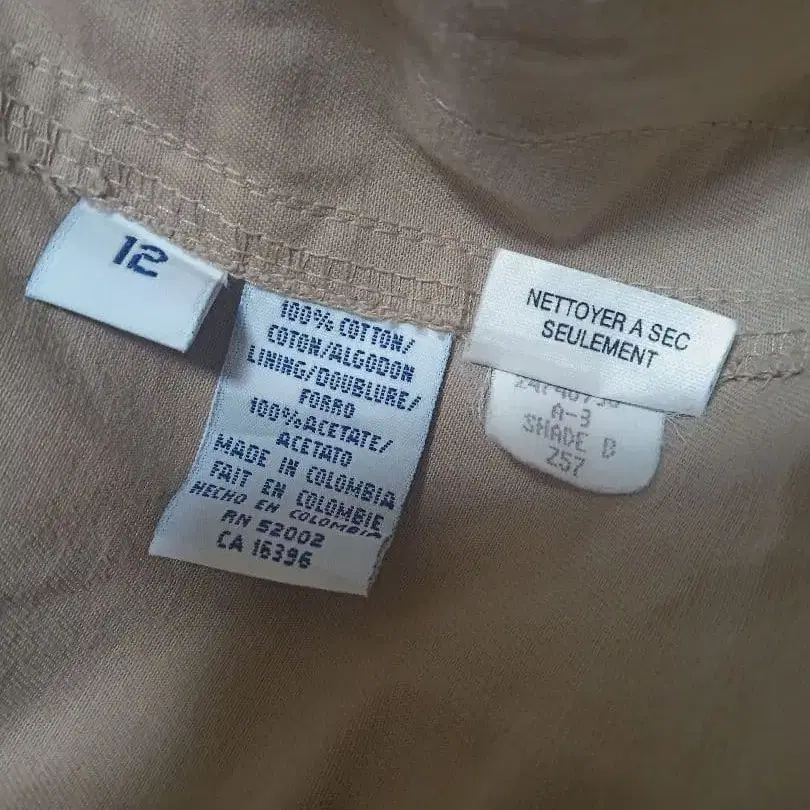 12
100% COTTON/
COTON/ALGODON
LINING/DOUBLURE/
FORRO
100%ACETATE/
ACETATO
MADE IN COLOMBIA
FAIT EN COLOMBIE
HECHO EN COLOMBIA
RN 52002
CA 16396
NETTOYER A SEC
SEULEMENT
A-3
SHADE B
Z57